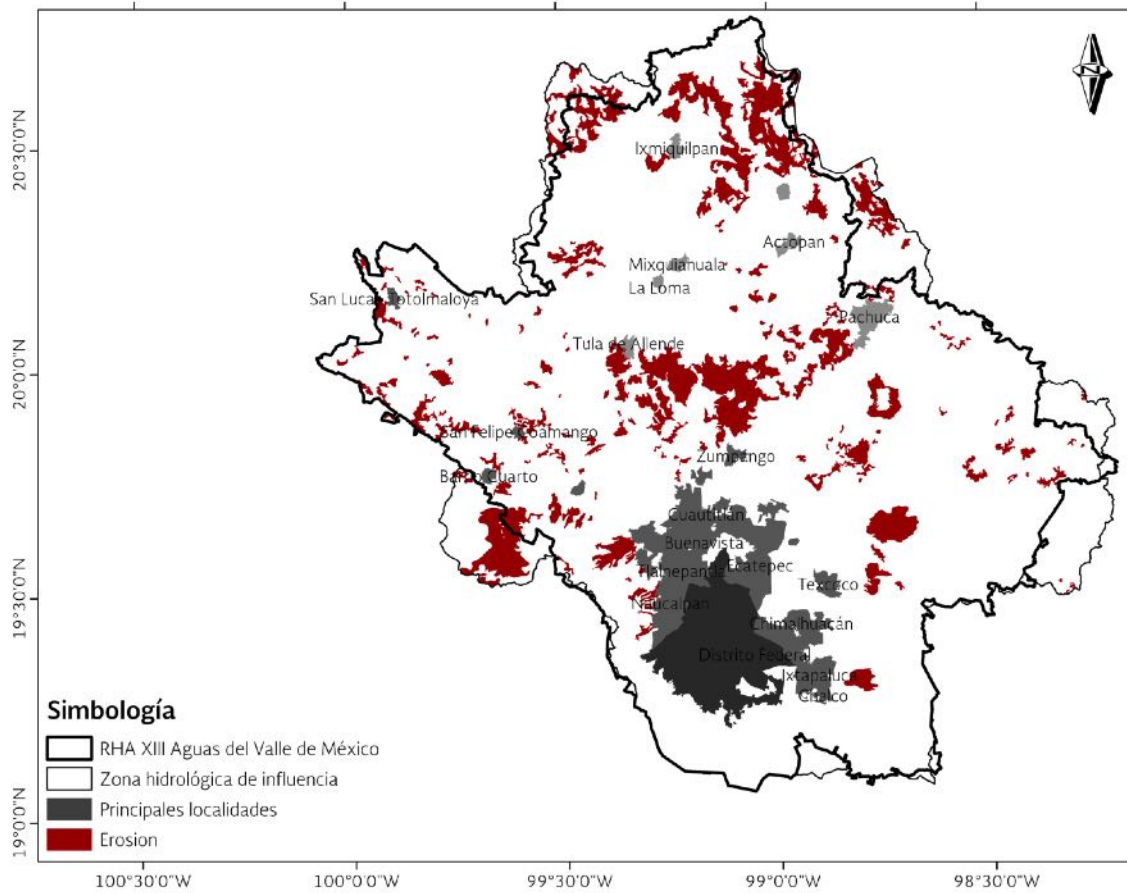 N
20°30'0"N
20°0'0"N
19°30'0"N
19°0'0"N
Ixmiquilpan
Actopan
Mixquiahuala
La Loma
San Lucas Totolmaloya
Pachuca
Tula de Allende
San Felipe Coamango
Zumpango
Barrio Cuarto
Cuautitlán
Buenavista
Ecatepec
Tlalnepantla
Texcoco
Naucalpan
Chimalhuacán
Distrito Federal
Ixtapaluca
Chalco
Simbología
RHA XIII Aguas del Valle de México
Zona hidrológica de influencia
Principales localidades
Erosion
100°30'0"W
100°0'0"W
99°30'0"W
99°0'0"W
98°30'0"W